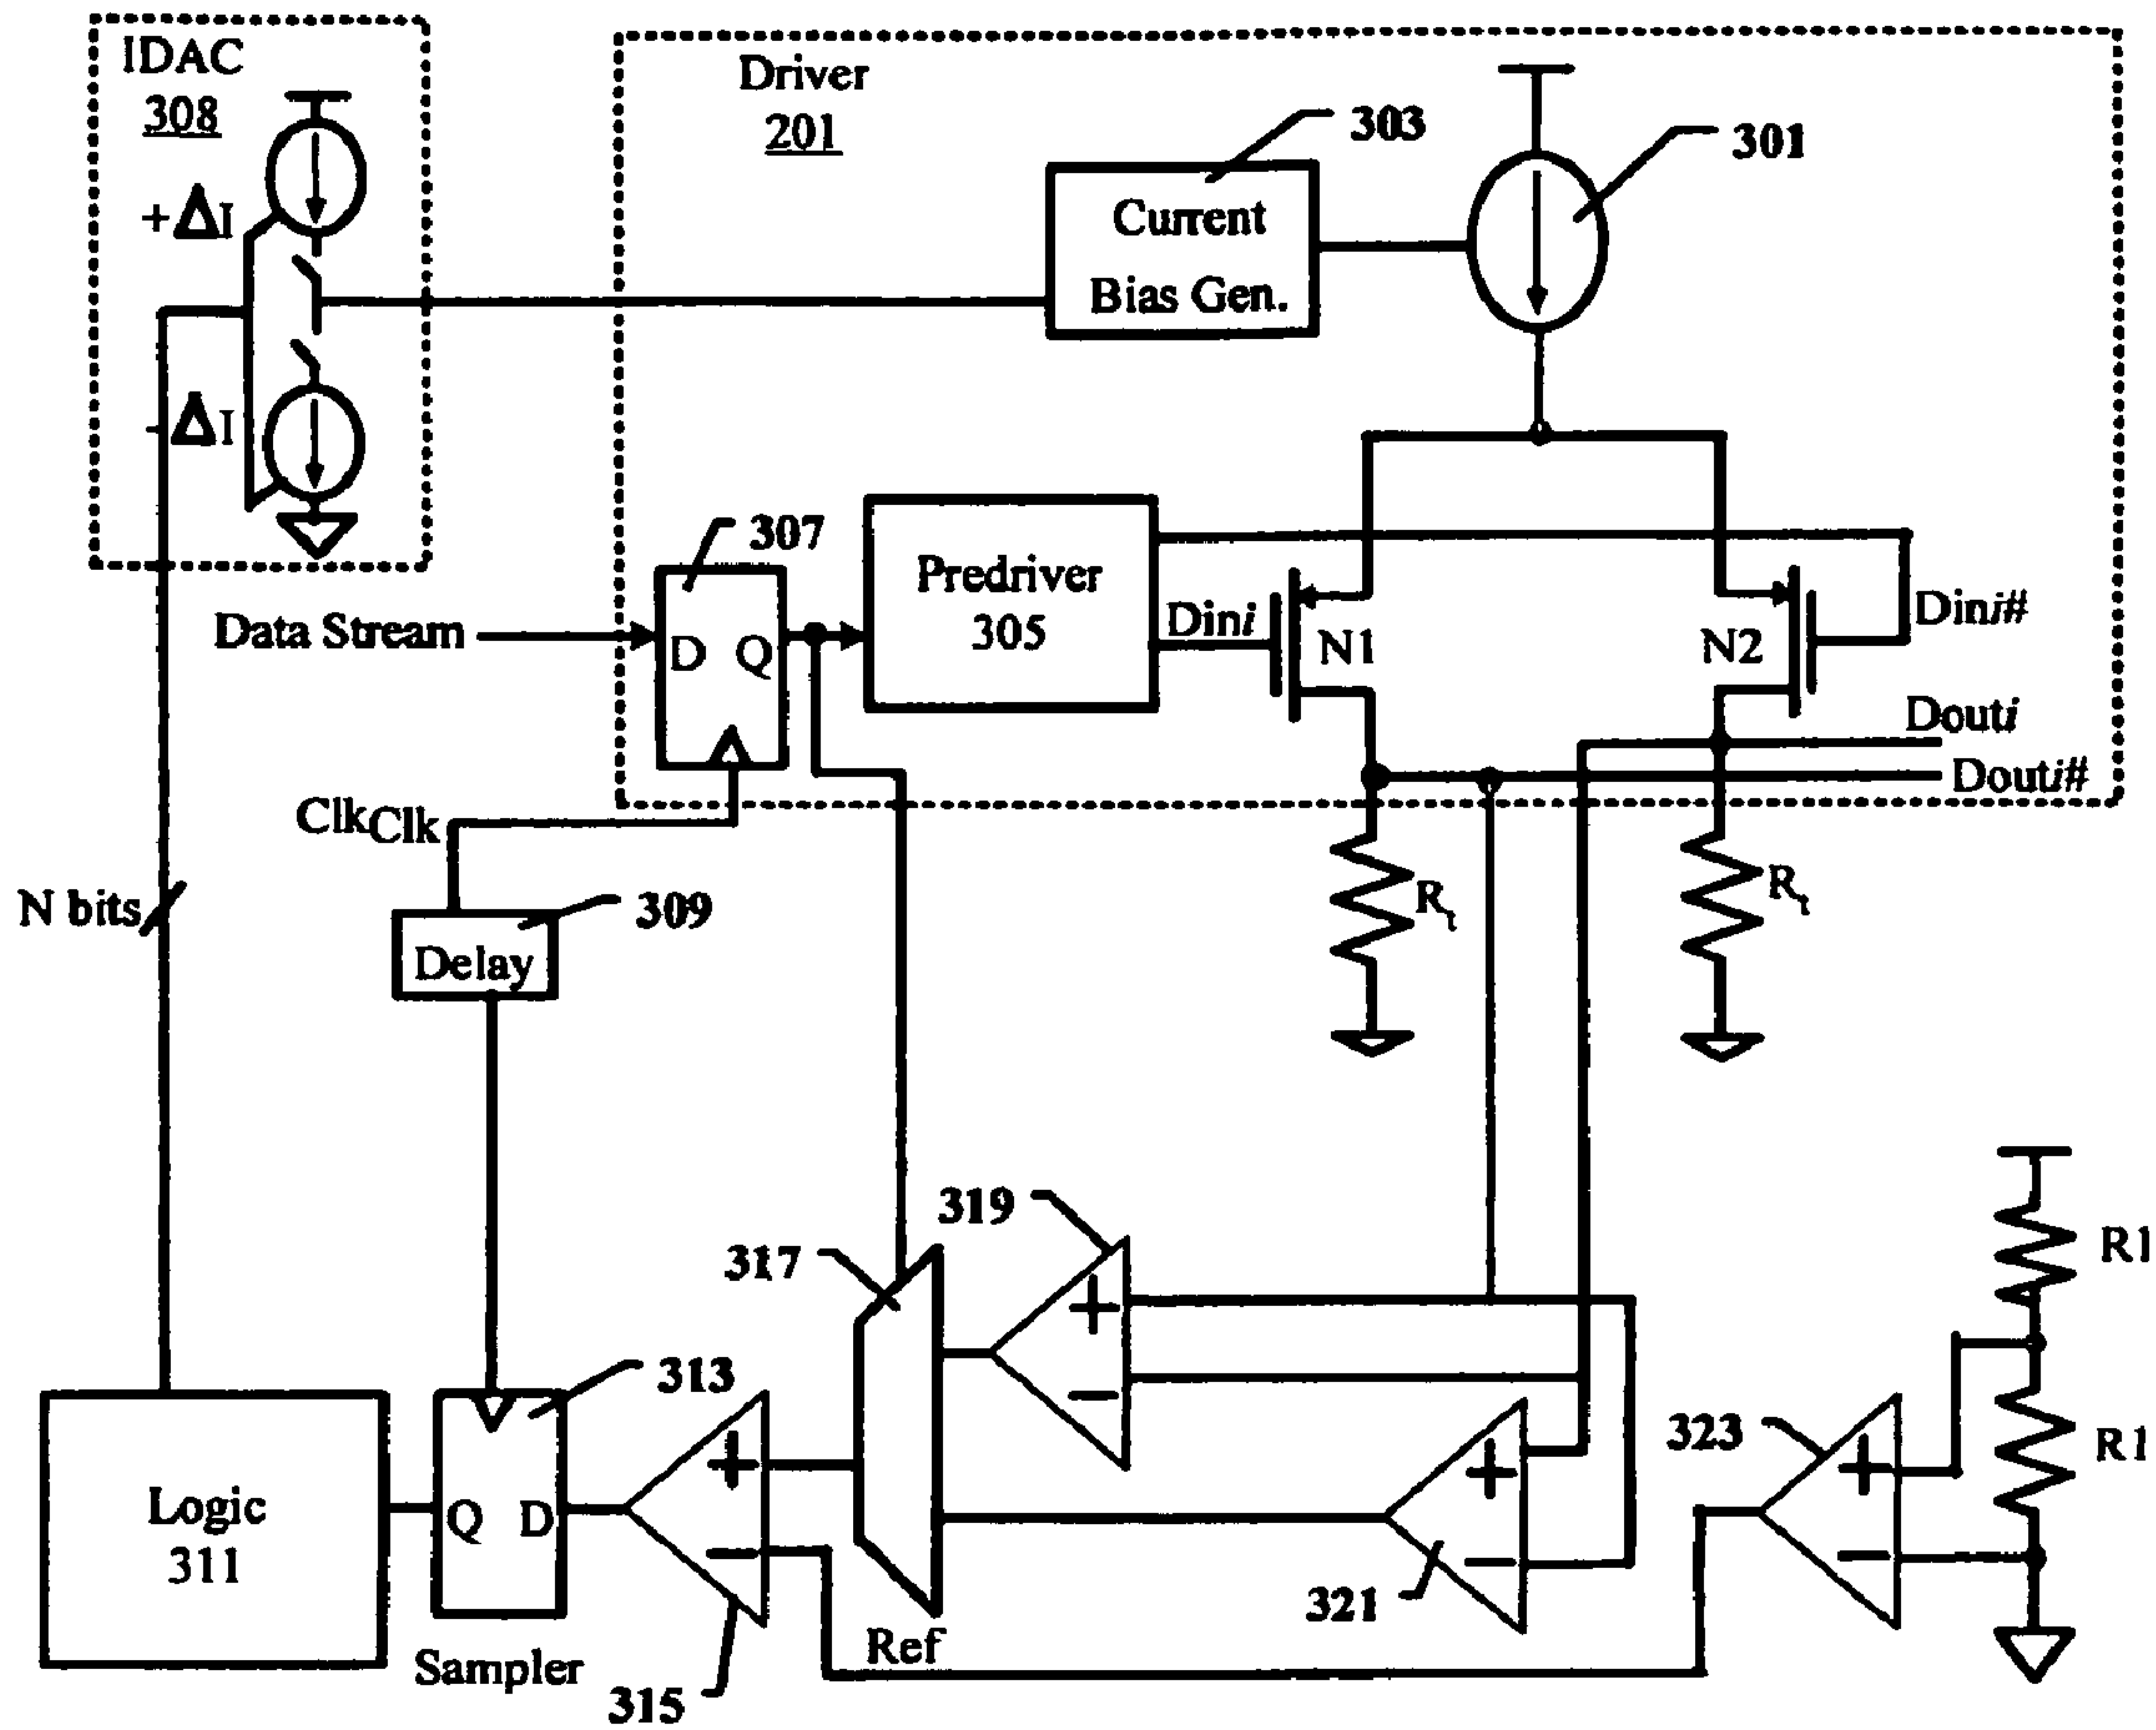 IDAC
308
Driver
201
303
301
+ΔI
Current
Bias Gen.
-ΔI
307
Predriver
305
Data Stream
D Q
Dini
N1
N2
Dini#
Douti
Douti#
Clk
Clk
N bits
309
Delay
Rt
Rt
319
+
−
317
R1
R1
313
323
+
−
+
−
+
−
Logic
311
Q D
321
Ref
Sampler
315